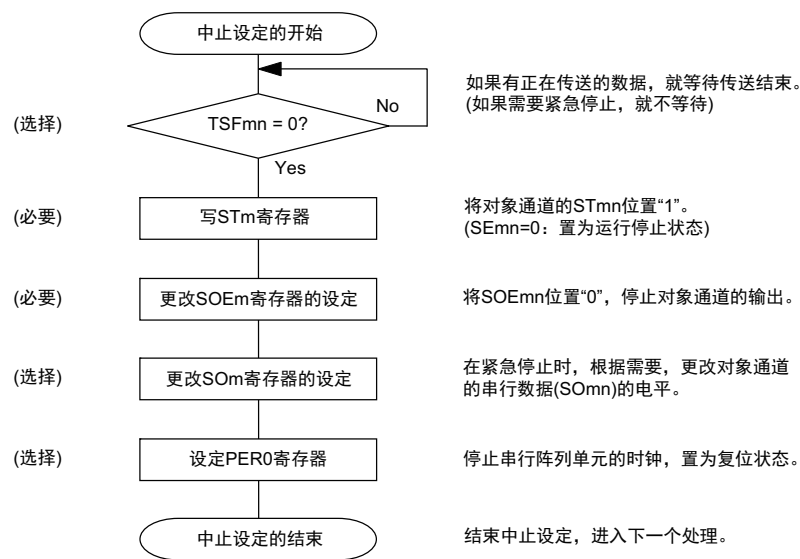 中止设定的开始
如果有正在传送的数据，就等待传送结束。
(如果需要紧急停止，就不等待)
(选择)
TSFmn = 0?
No
Yes
(必要)
写STm寄存器
将对象通道的STmn位置“1”。
(SEmn=0：置为运行停止状态)
(必要)
更改SOEm寄存器的设定
将SOEmn位置“0”，停止对象通道的输出。
(选择)
更改SOm寄存器的设定
在紧急停止时，根据需要，更改对象通道
的串行数据(SOmn)的电平。
(选择)
设定PER0寄存器
停止串行阵列单元的时钟，置为复位状态。
中止设定的结束
结束中止设定，进入下一个处理。